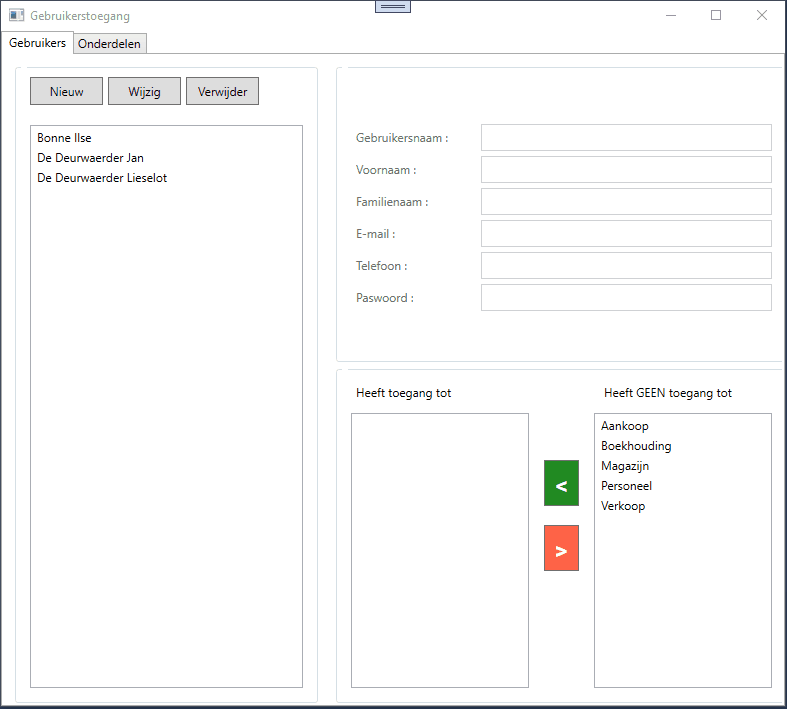 Gebruikerstoegang
Gebruikers Onderdelen
Nieuw Wijzig Verwijder
Bonne Ilse
De Deurwaerder Jan
De Deurwaerder Lieselot
Gebruikersnaam :
Voornaam :
Familienaam :
E-mail :
Telefoon :
Paswoord :
Heeft toegang tot
<
>
Heeft GEEN toegang tot
Aankoop
Boekhouding
Magazijn
Personeel
Verkoop